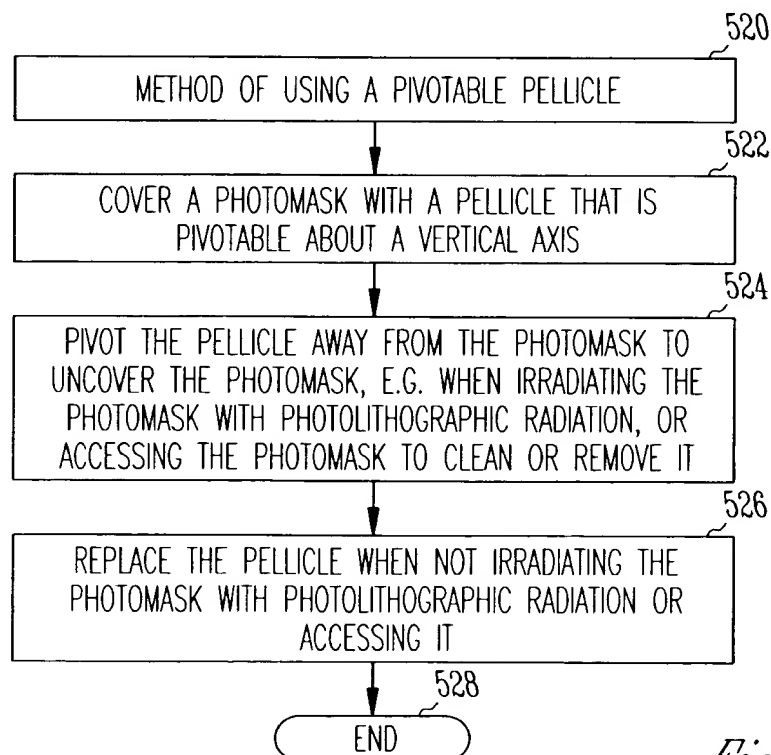 520
METHOD OF USING A PIVOTABLE PELLICLE
522
COVER A PHOTOMASK WITH A PELLICLE THAT IS
PIVOTABLE ABOUT A VERTICAL AXIS
524
PIVOT THE PELLICLE AWAY FROM THE PHOTOMASK TO
UNCOVER THE PHOTOMASK, E.G. WHEN IRRADIATING THE
PHOTOMASK WITH PHOTOLITHOGRAPHIC RADIATION, OR
ACCESSING THE PHOTOMASK TO CLEAN OR REMOVE IT
526
REPLACE THE PELLICLE WHEN NOT IRRADIATING THE
PHOTOMASK WITH PHOTOLITHOGRAPHIC RADIATION OR
ACCESSING IT
528
END